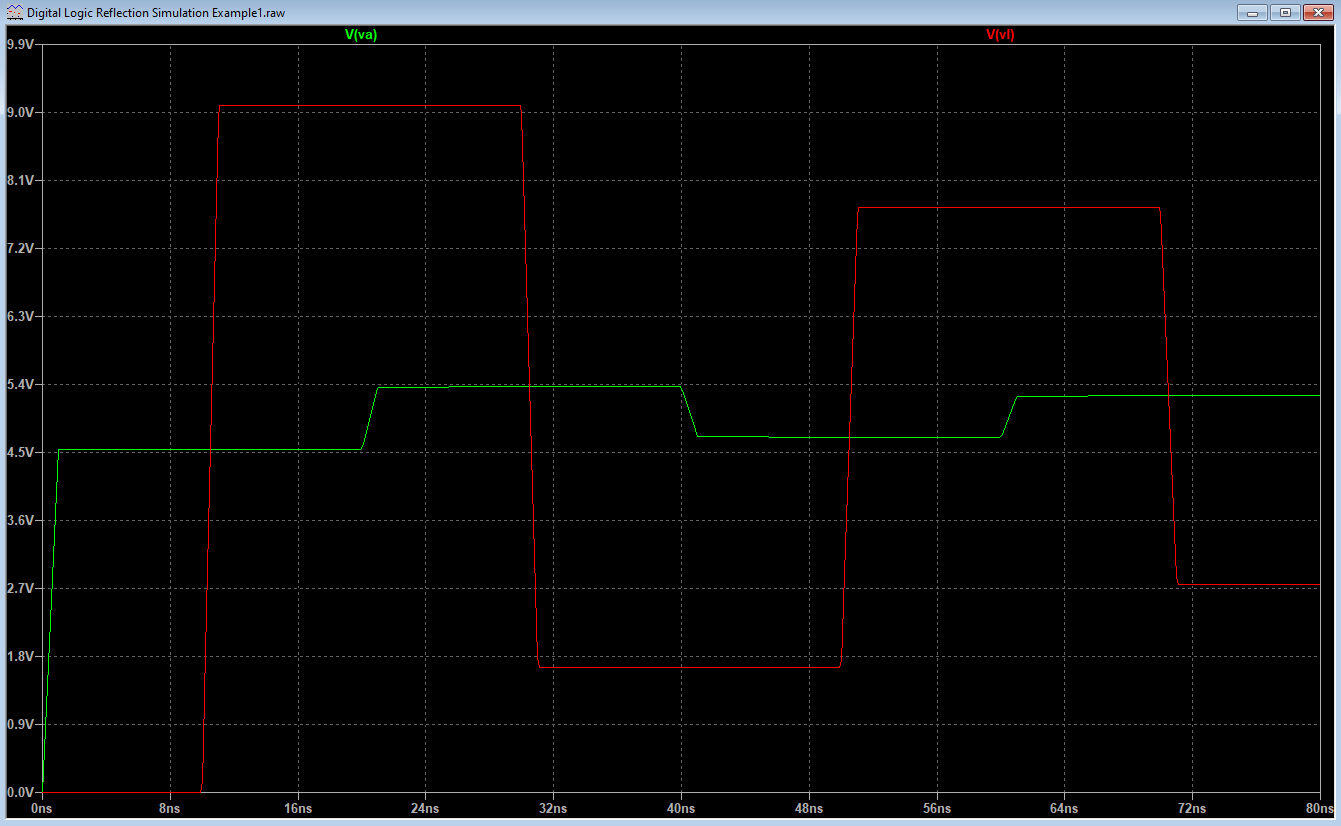 Digital Logic Reflection Simulation Example1.raw
V(va) V(vl)
9.9V
9.0V
8.1V
7.2V
6.3V
5.4V
4.5V
3.6V
2.7V
1.8V
0.9V
0.0V
0ns 8ns 16ns 24ns 32ns 40ns 48ns 56ns 64ns 72ns 80ns